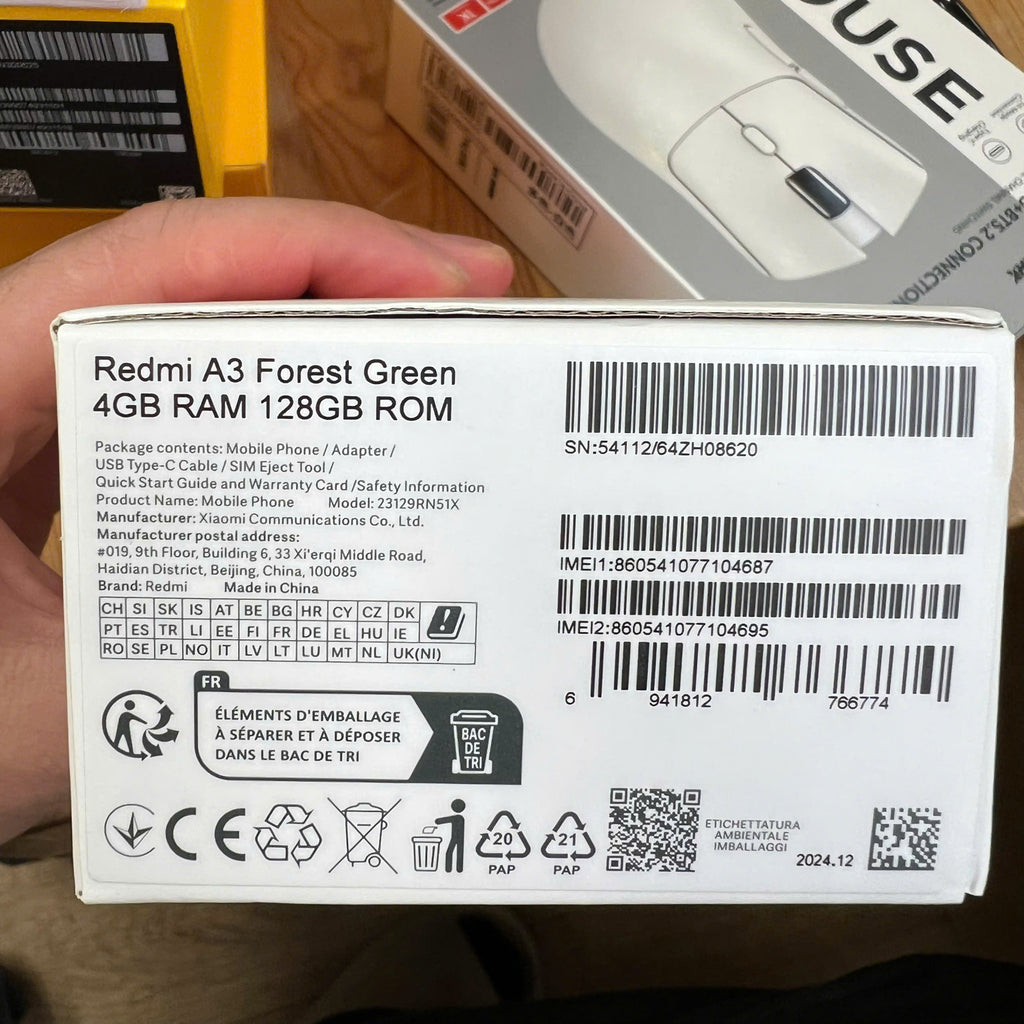 OUSE
Redmi A3 Forest Green
4GB RAM 128GB ROM
Package contents: Mobile Phone / Adapter /
USB Type-C Cable / SIM Eject Tool /
Quick Start Guide and Warranty Card /Safety Information
Product Name: Mobile Phone Model: 23129RN51X
Manufacturer: Xiaomi Communications Co., Ltd.
Manufacturer postal address:
#019, 9th Floor, Building 6, 33 Xi'erqi Middle Road,
Haidian District, Beijing, China, 100085
Brand: Redmi Made in China
CH SI SK IS AT BE BG HR CY CZ DK
PT ES TR LI EE FI FR DE EL HU IE
RO SE PL NO IT LV LT LU MT NL UK(NI)
SN:54112/64ZH08620
IMEI1:860541077104687
IMEI2:860541077104695
6 941812 766774
FR
ÉLÉMENTS D'EMBALLAGE
À SÉPARER ET À DÉPOSER
DANS LE BAC DE TRI
BAC
DE
TRI
CE
20
PAP
21
PAP
ETICHETTATURA
AMBIENTALE
IMBALLAGGI
2024.12